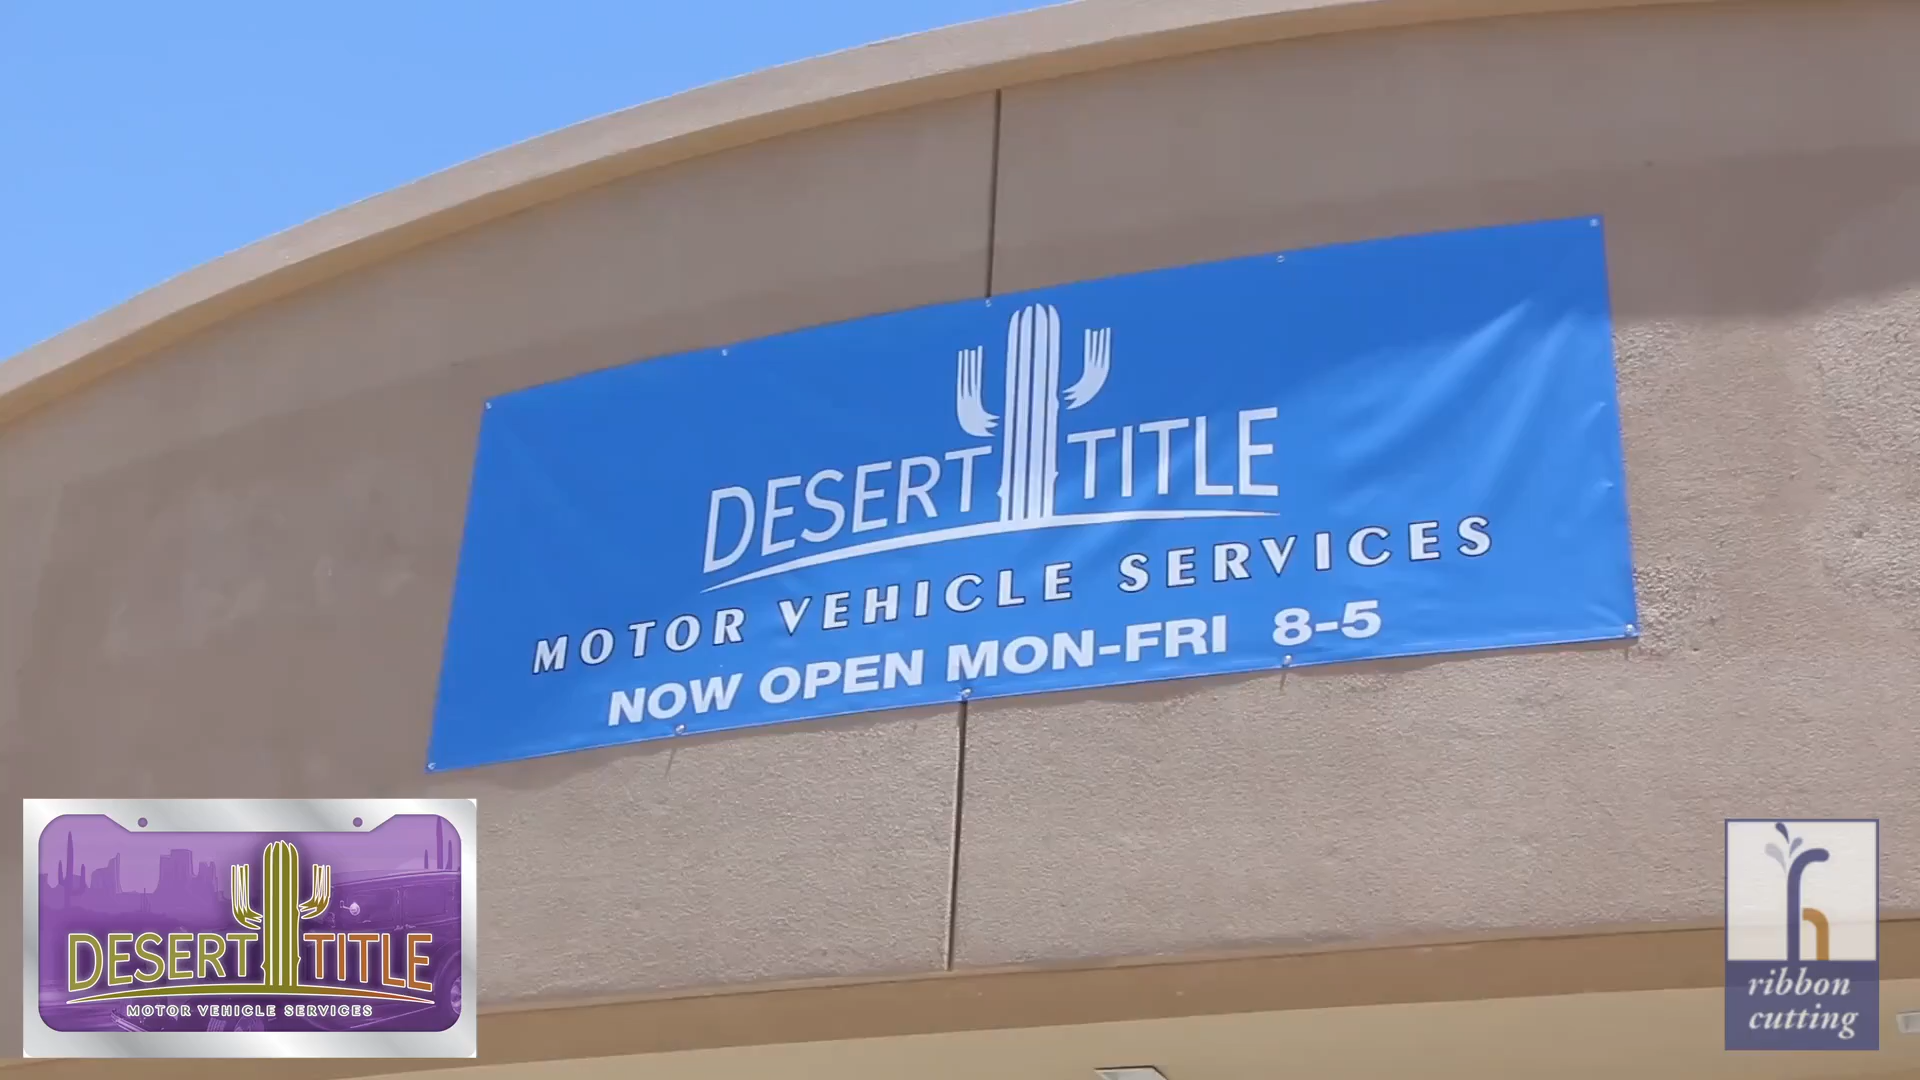 DESERT TITLE
MOTOR VEHICLE SERVICES
NOW OPEN MON-FRI 8-5
DESERT TITLE
MOTOR VEHICLE SERVICES
ribbon
cutting